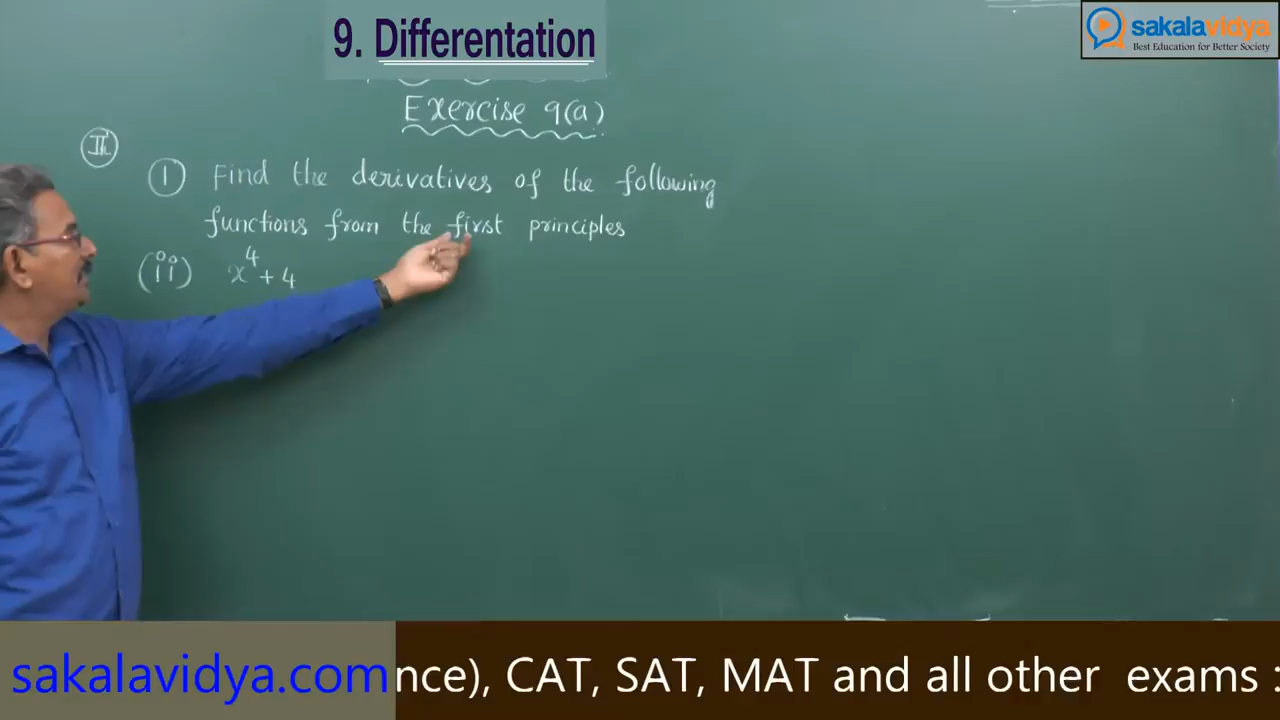 9. Differentation
sakalavidya
Best Education for Better Society
Exercise 9(a)
II
1 Find the derivatives of the following
functions from the first principles
(ii) x⁴ + 4
sakalavidya.com
nce), CAT, SAT, MAT and all other exams :